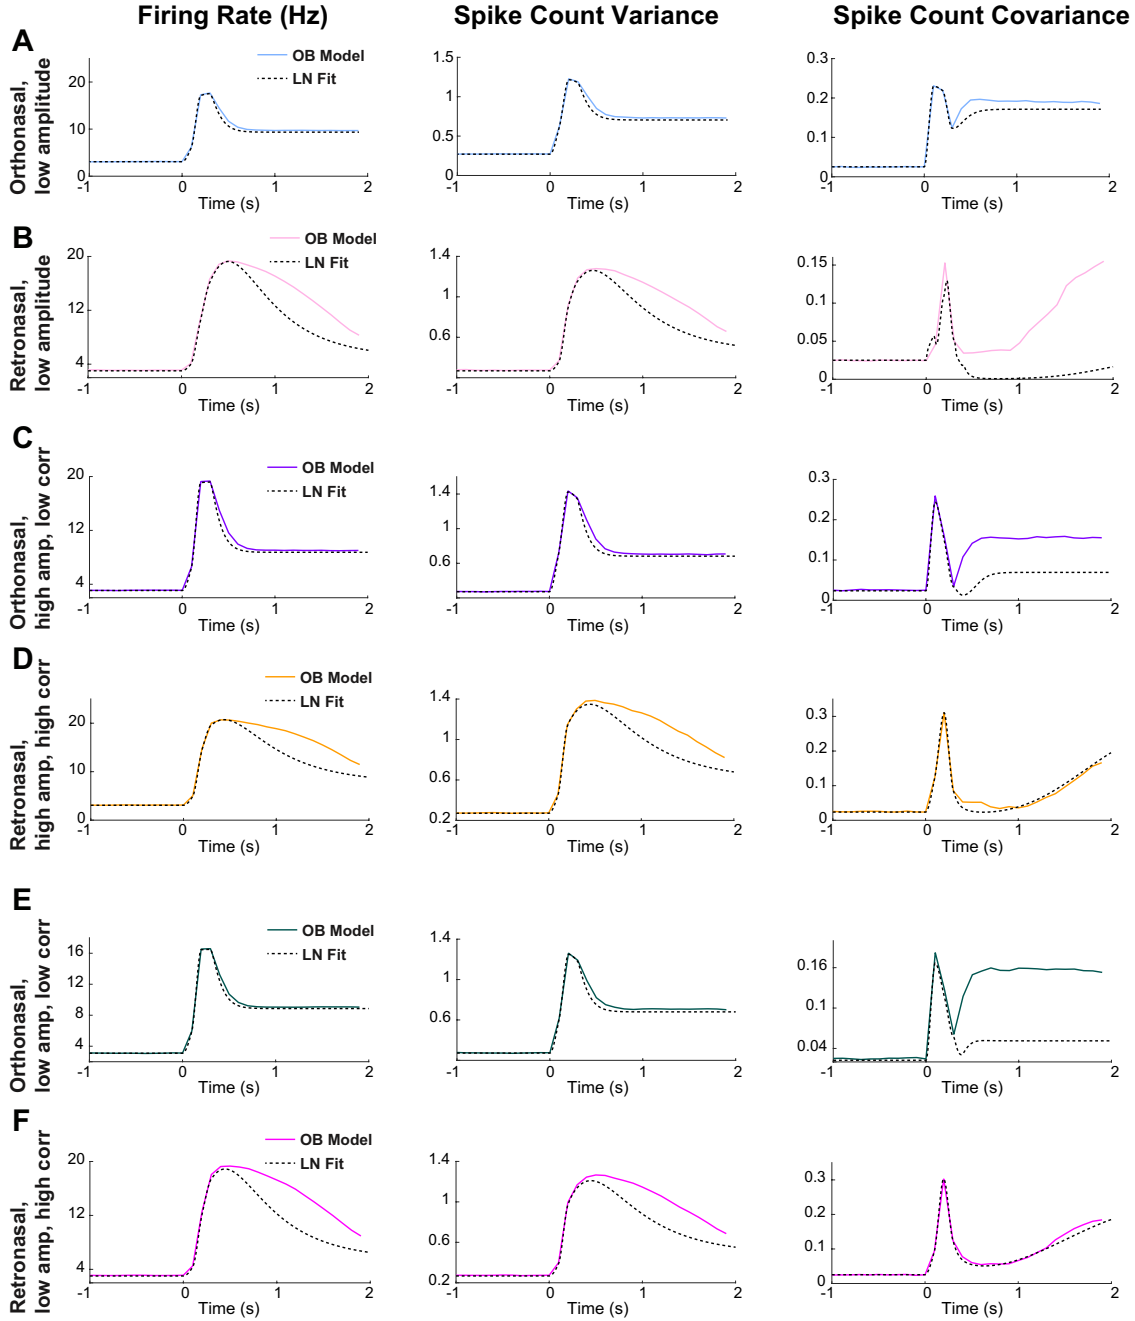 Firing Rate (Hz)
Spike Count Variance
Spike Count Covariance
A
Orthonasal,
low amplitude
OB Model
LN Fit
20
10
0
-1
0
1
2
Time (s)
1.5
1
0.5
0
-1
0
1
2
Time (s)
0.3
0.2
0.1
0
-1
0
1
2
Time (s)
B
Retronasal,
low amplitude
OB Model
LN Fit
20
12
4
-1
0
1
2
Time (s)
1.4
1
0.6
-1
0
1
2
Time (s)
0.15
0.1
0.05
0
-1
0
1
2
Time (s)
C
Orthonasal,
high amp, low corr
OB Model
LN Fit
20
12
4
-1
0
1
2
Time (s)
1.4
0.6
-1
0
1
2
Time (s)
0.3
0.2
0.1
0
-1
0
1
2
Time (s)
D
Retronasal,
high amp, high corr
OB Model
LN Fit
20
10
0
-1
0
1
2
Time (s)
1.4
1
0.6
0.2
-1
0
1
2
Time (s)
0.3
0.2
0.1
0
-1
0
1
2
Time (s)
E
Orthonasal,
low amp, low corr
OB Model
LN Fit
16
12
8
4
-1
0
1
2
Time (s)
1.4
1
0.6
-1
0
1
2
Time (s)
0.16
0.1
0.04
-1
0
1
2
Time (s)
F
Retronasal,
low amp, high corr
OB Model
LN Fit
20
12
4
-1
0
1
2
Time (s)
1.4
1
0.6
0.2
-1
0
1
2
Time (s)
0.3
0.2
0.1
0
-1
0
1
2
Time (s)